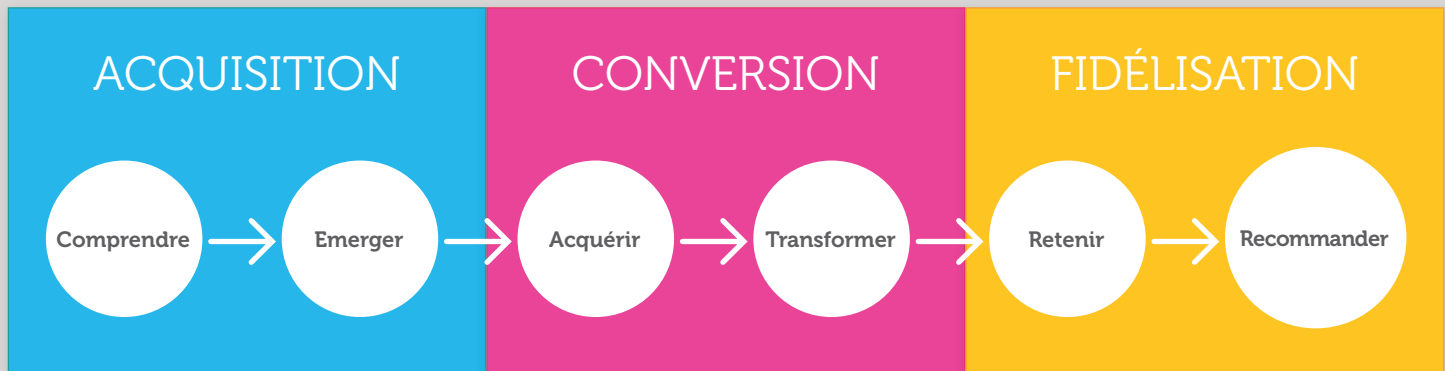 ACQUISITION
CONVERSION
FIDÉLISATION
Comprendre
Emerger
Acquérir
Transformer
Retenir
Recommander